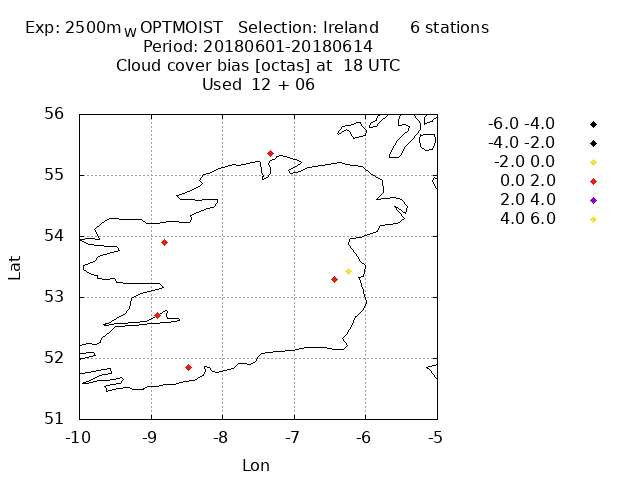 Exp: 2500m_W OPTMOIST Selection: Ireland 6 stations
Period: 20180601-20180614
Cloud cover bias [octas] at 18 UTC
Used 12 + 06
56
55
54
53
52
51
-10 -9 -8 -7 -6 -5
Lat
Lon
-6.0 -4.0
-4.0 -2.0
-2.0 0.0
0.0 2.0
2.0 4.0
4.0 6.0